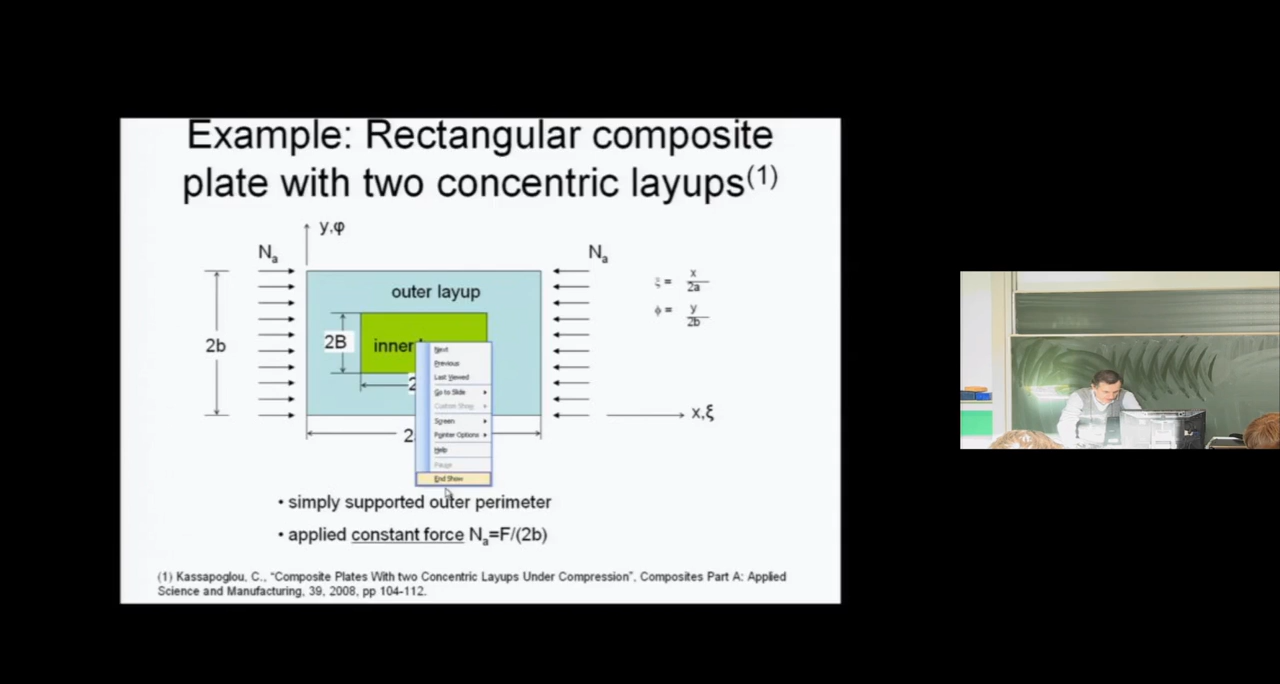 Example: Rectangular composite
plate with two concentric layups(1)
y,φ
Na
Na
outer layup
ξ = x/2a
ϕ = y/2b
2b
2B
inner
2
x,ξ
2
Next
Previous
Last Viewed
Go to Slide
Custom Show
Screen
Pointer Options
Help
Pause
End Show
• simply supported outer perimeter
• applied constant force Na=F/(2b)
(1) Kassapoglou, C., "Composite Plates With two Concentric Layups Under Compression", Composites Part A: Applied
Science and Manufacturing, 39, 2008, pp 104-112.